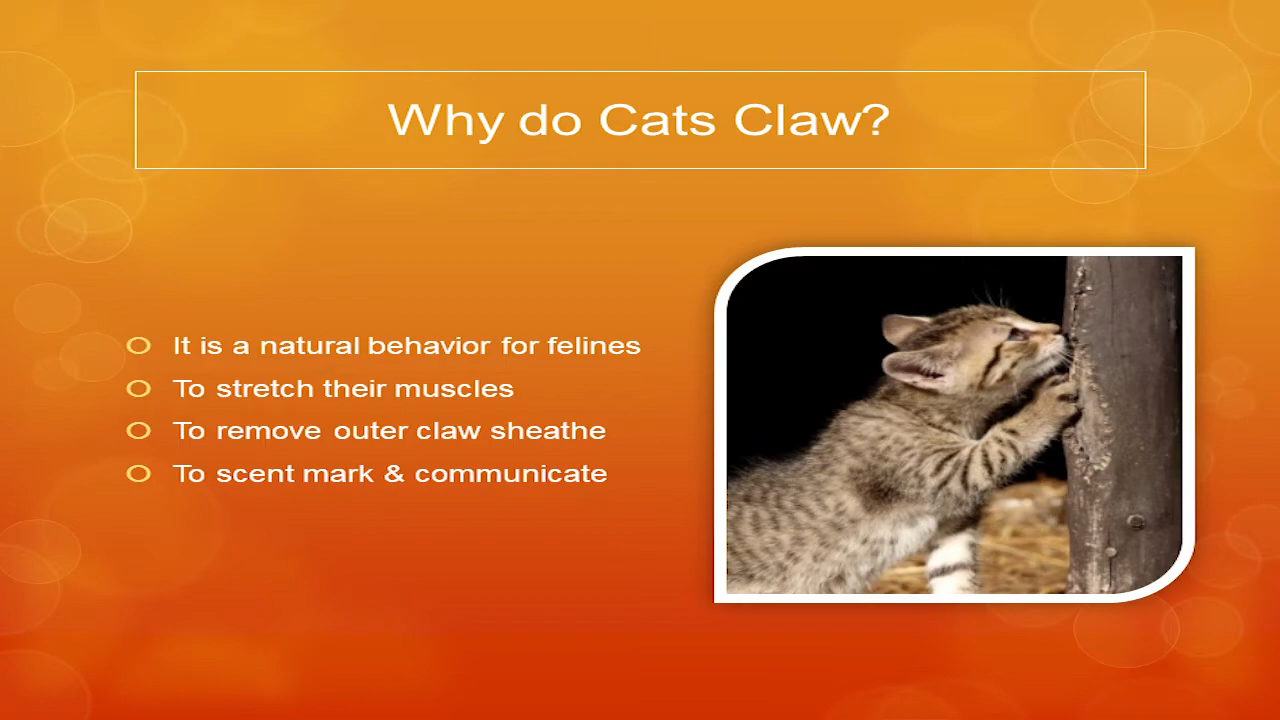 Why do Cats Claw?
It is a natural behavior for felines
To stretch their muscles
To remove outer claw sheathe
To scent mark & communicate